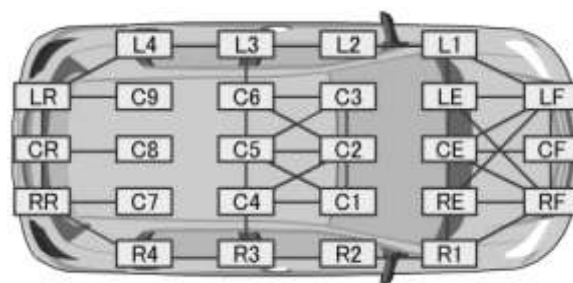 L4 L3 L2 L1
LR C9 C6 C3 LE LF
CR C8 C5 C2 CE CF
RR C7 C4 C1 RE RF
R4 R3 R2 R1